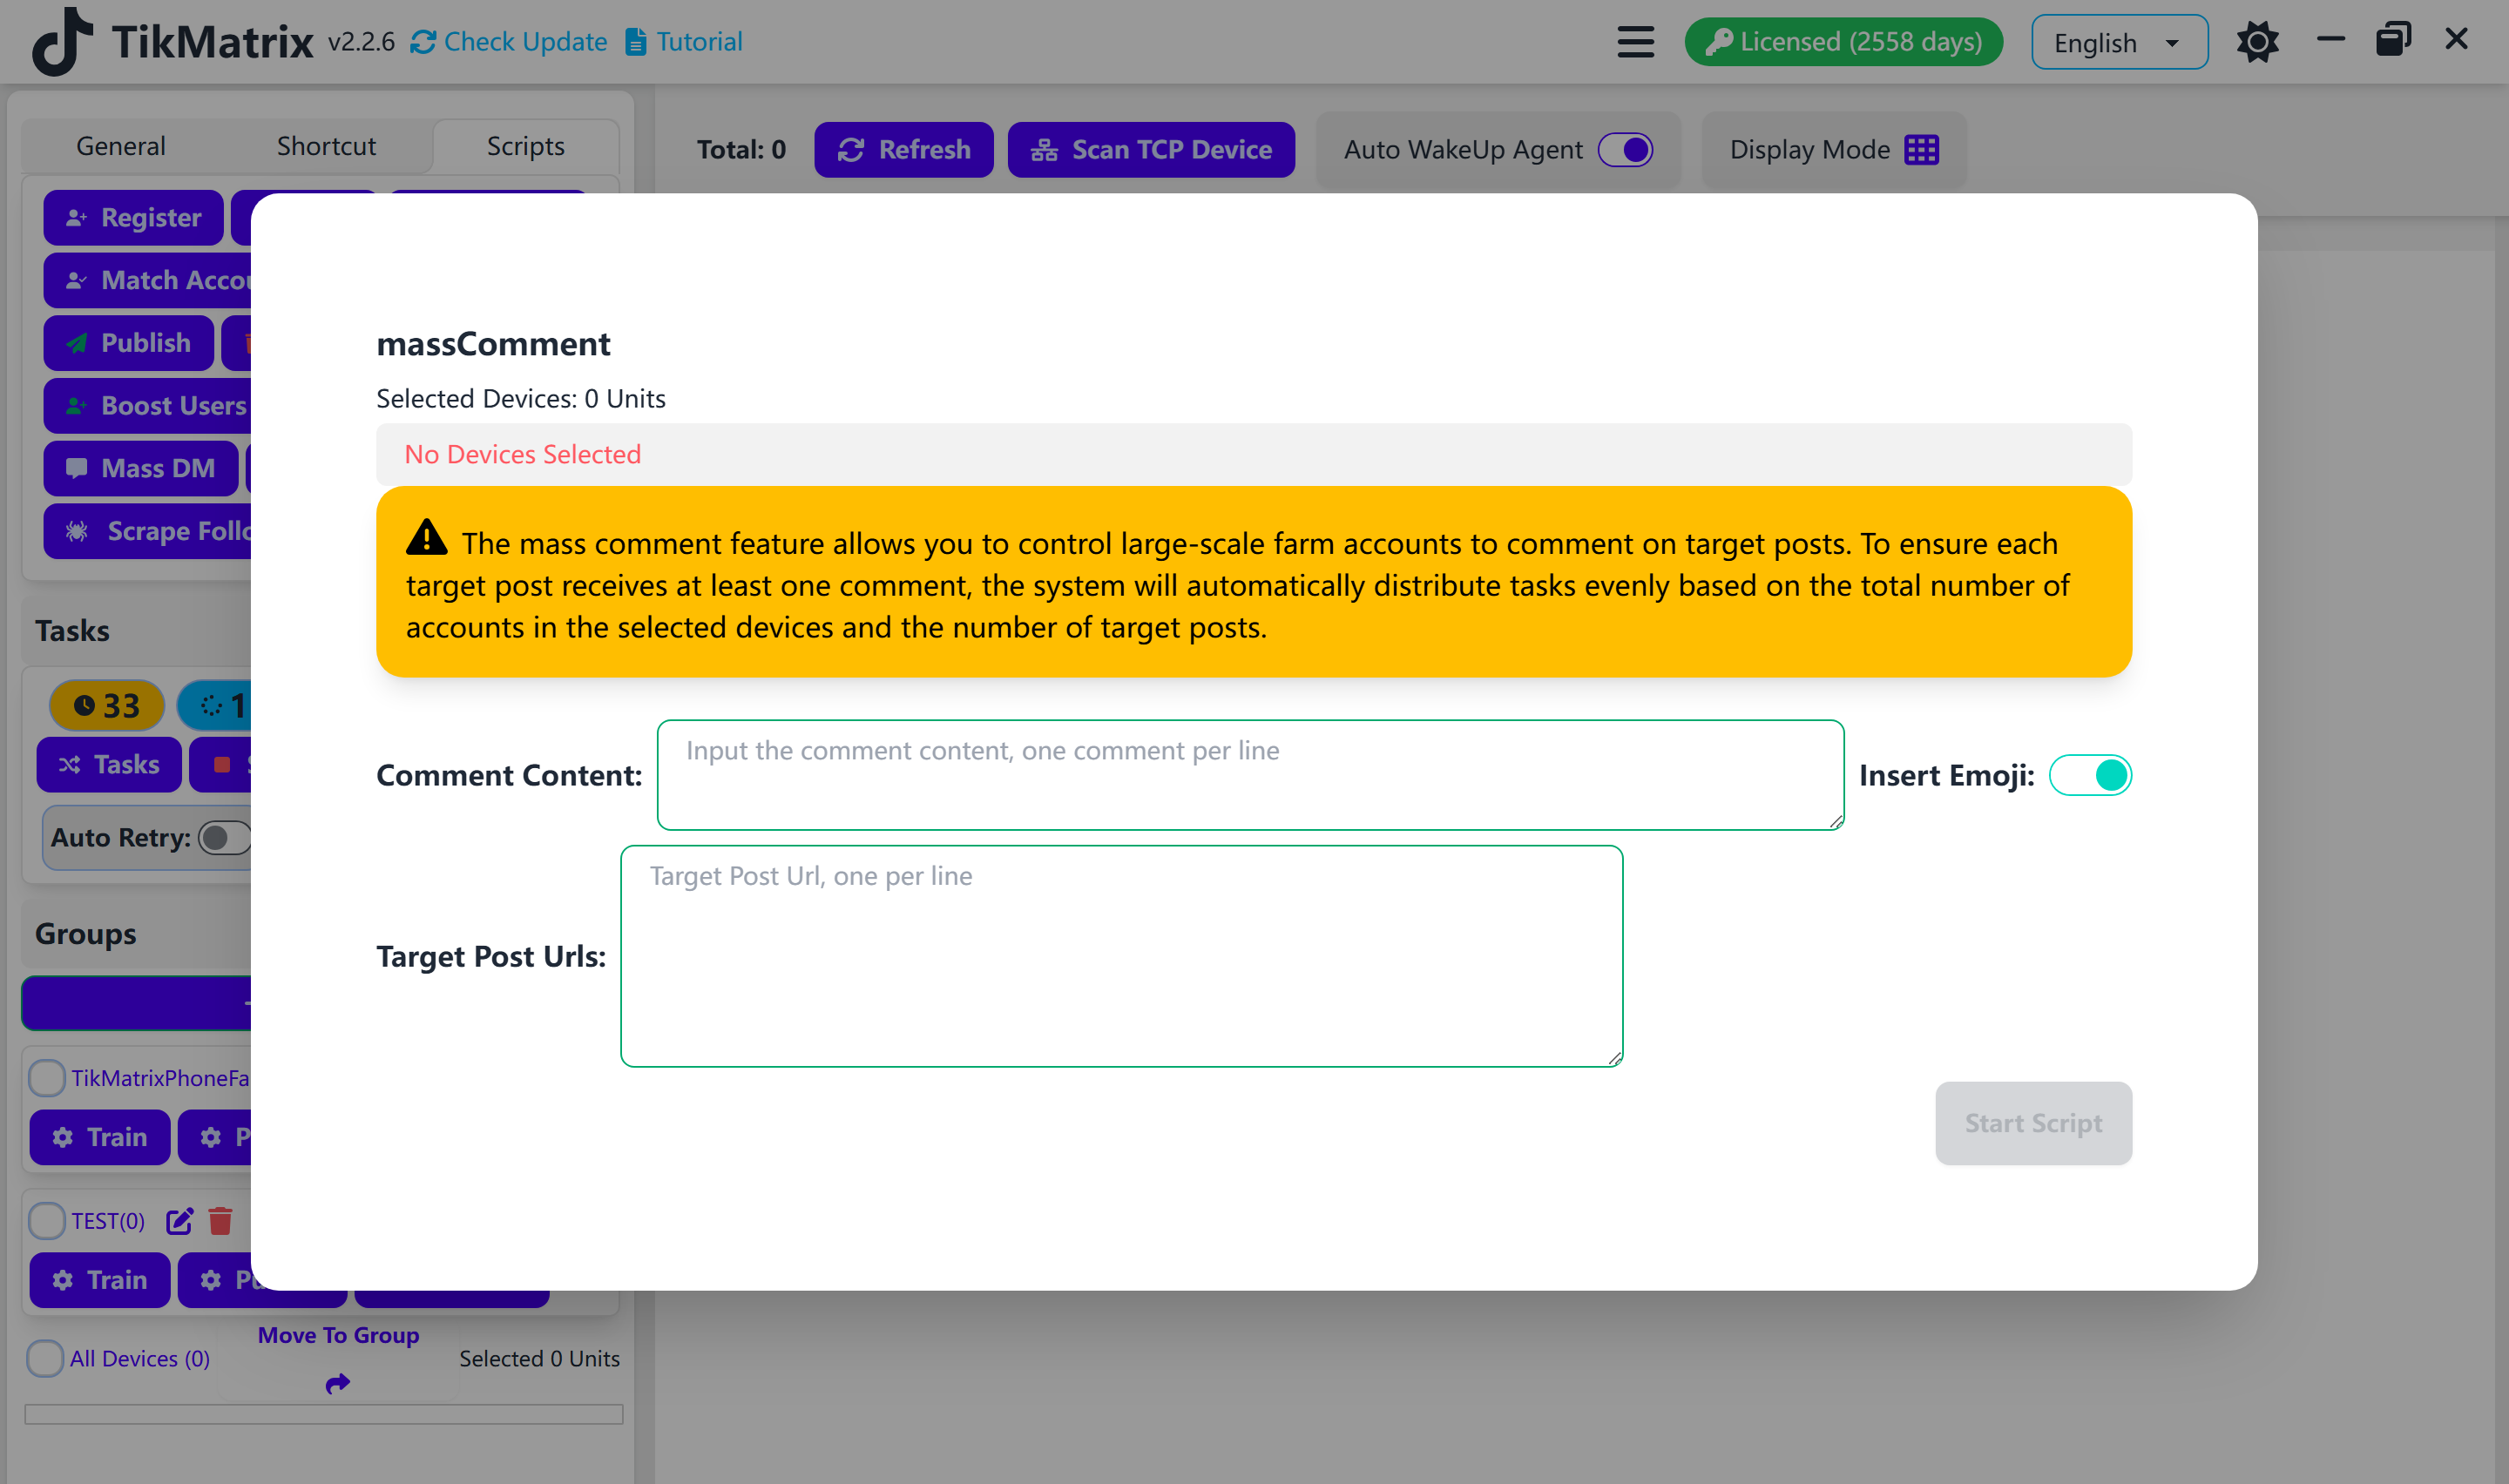 TikMatrix v2.2.6 Check Update Tutorial
Licensed (2558 days) English
General Shortcut Scripts
Total: 0 Refresh Scan TCP Device Auto WakeUp Agent Display Mode
Register
Match
Publish
Boost Users
Mass DM
Scrape
Tasks
33 1
Tasks
Auto Retry:
Groups
TEST(0)
Train
Train
All Devices (0) Move To Group Selected 0 Units
massComment
Selected Devices: 0 Units
No Devices Selected
The mass comment feature allows you to control large-scale farm accounts to comment on target posts. To ensure each
target post receives at least one comment, the system will automatically distribute tasks evenly based on the total number of
accounts in the selected devices and the number of target posts.
Comment Content: Input the comment content, one comment per line Insert Emoji:
Target Post Urls: Target Post Url, one per line
Start Script